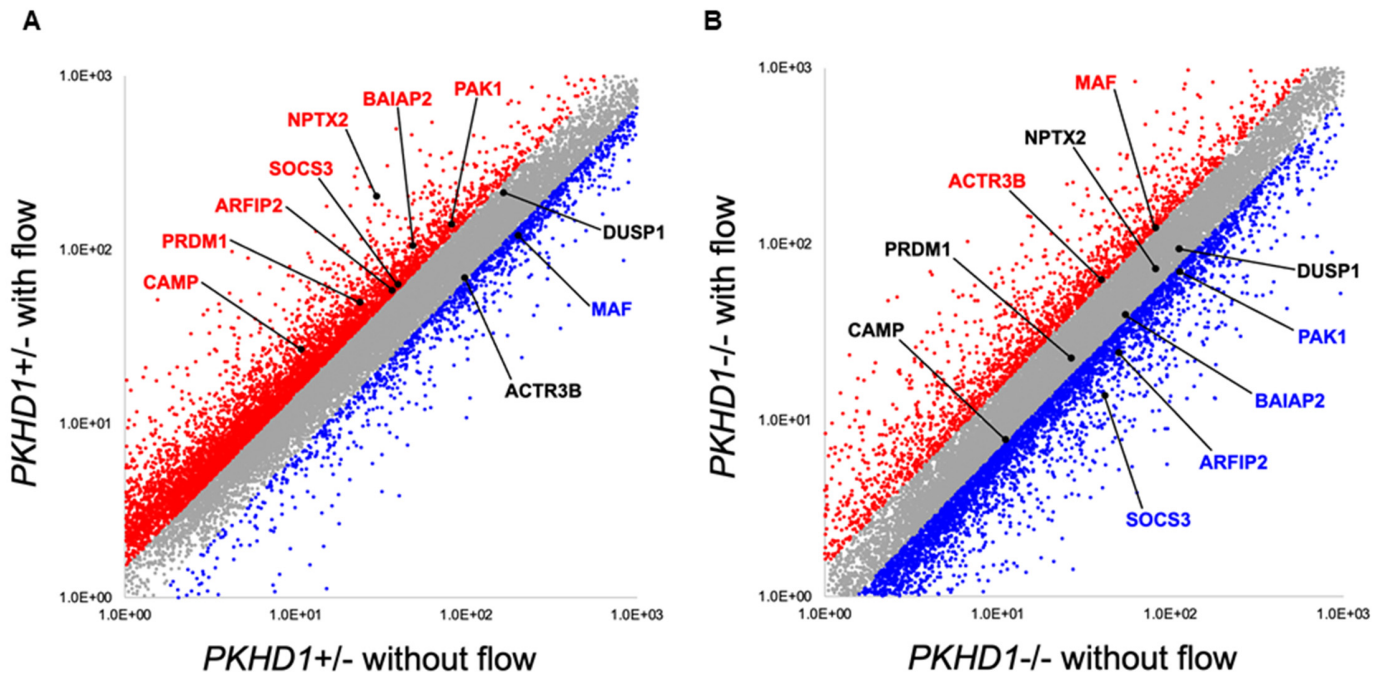 A
PKHD1+/- with flow
1.0E+03
1.0E+02
1.0E+01
1.0E+00
BAIAP2
PAK1
NPTX2
SOCS3
ARFIP2
PRDM1
CAMP
DUSP1
MAF
ACTR3B
1.0E+00
1.0E+01
1.0E+02
1.0E+03
PKHD1+/- without flow
B
PKHD1-/- with flow
1.0E+03
1.0E+02
1.0E+01
1.0E+00
MAF
NPTX2
ACTR3B
PRDM1
CAMP
DUSP1
PAK1
BAIAP2
ARFIP2
SOCS3
1.0E+00
1.0E+01
1.0E+02
1.0E+03
PKHD1-/- without flow